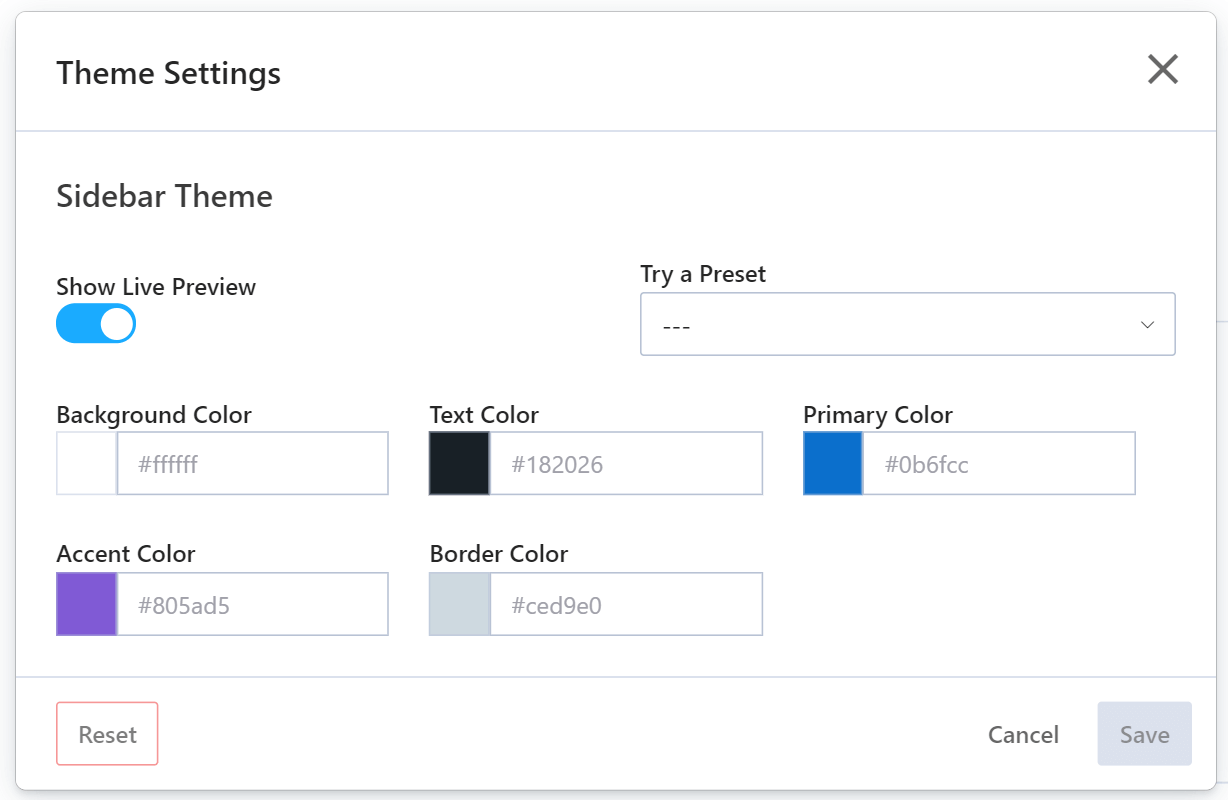 Theme Settings
Sidebar Theme
Show Live Preview
Try a Preset
---
Background Color
Text Color
Primary Color
#ffffff
#182026
#0b6fcc
Accent Color
Border Color
#805ad5
#ced9e0
Reset
Cancel
Save